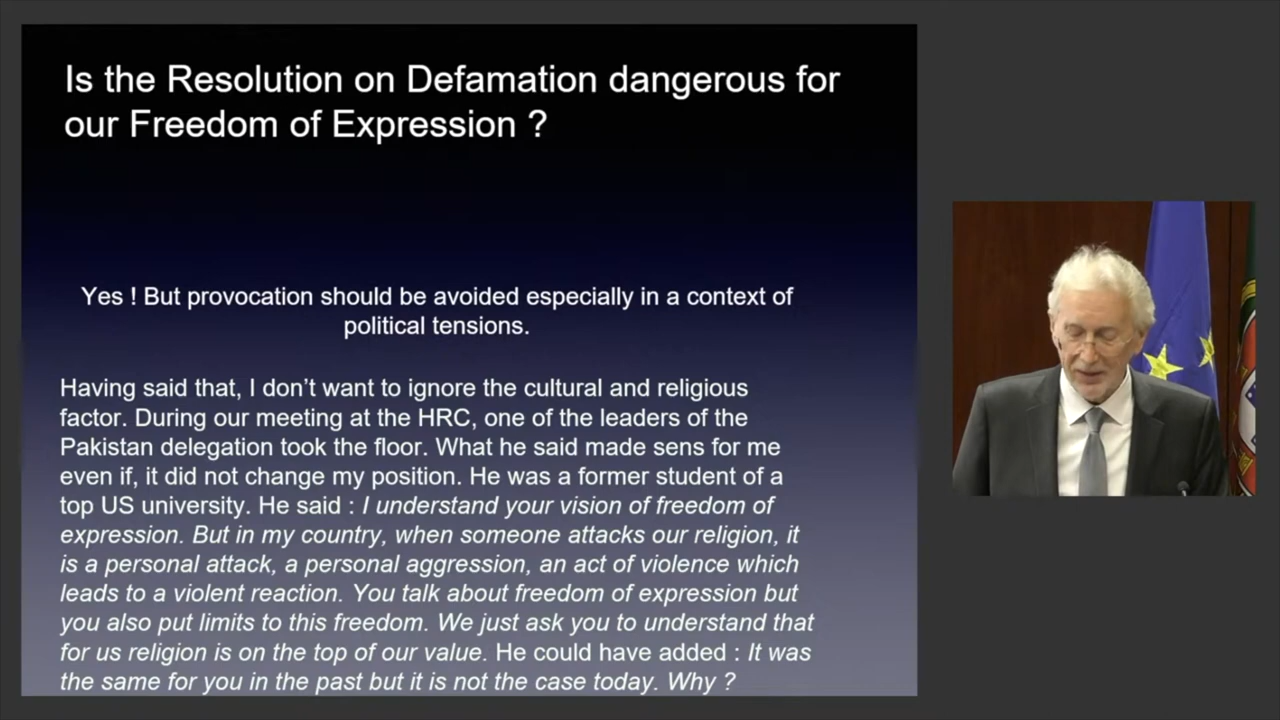 Is the Resolution on Defamation dangerous for
our Freedom of Expression ?
Yes ! But provocation should be avoided especially in a context of
political tensions.
Having said that, I don’t want to ignore the cultural and religious
factor. During our meeting at the HRC, one of the leaders of the
Pakistan delegation took the floor. What he said made sens for me
even if, it did not change my position. He was a former student of a
top US university. He said : I understand your vision of freedom of
expression. But in my country, when someone attacks our religion, it
is a personal attack, a personal aggression, an act of violence which
leads to a violent reaction. You talk about freedom of expression but
you also put limits to this freedom. We just ask you to understand that
for us religion is on the top of our value. He could have added : It was
the same for you in the past but it is not the case today. Why ?